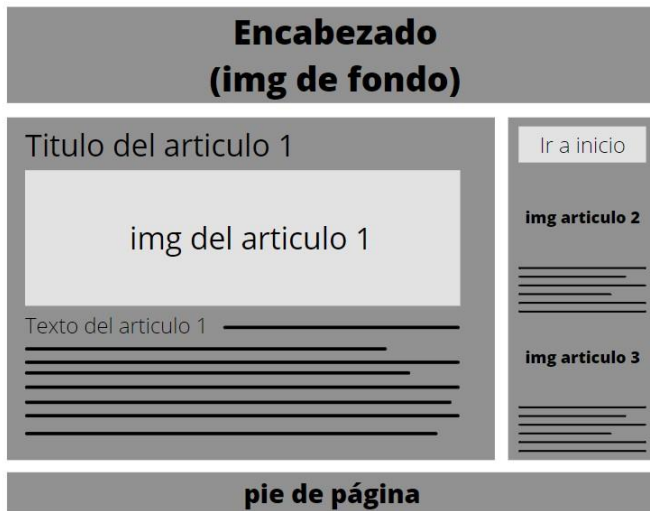 Encabezado
(img de fondo)
Titulo del articulo 1
img del articulo 1
Texto del articulo 1
Ir a inicio
img articulo 2
img articulo 3
pie de página